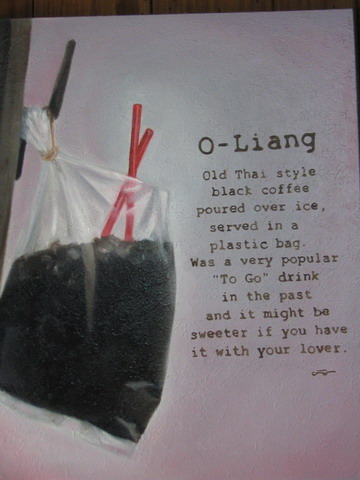 O-Liang
Old Thai style
black coffee
poured over ice,
served in a
plastic bag.
Was a very popular
"To Go" drink
in the past
and it might be
sweeter if you have
it with your lover.